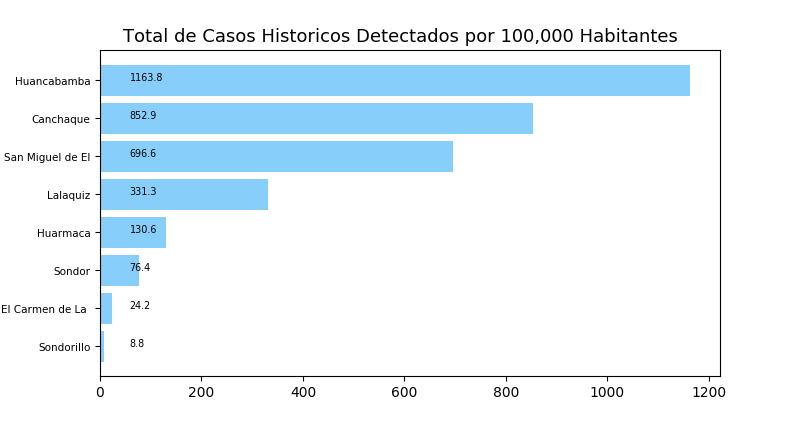 Total de Casos Historicos Detectados por 100,000 Habitantes
Huancabamba 1163.8
Canchaque 852.9
San Miguel de El 696.6
Lalaquiz 331.3
Huarmaca 130.6
Sondor 76.4
El Carmen de La 24.2
Sondorillo 8.8
0 200 400 600 800 1000 1200